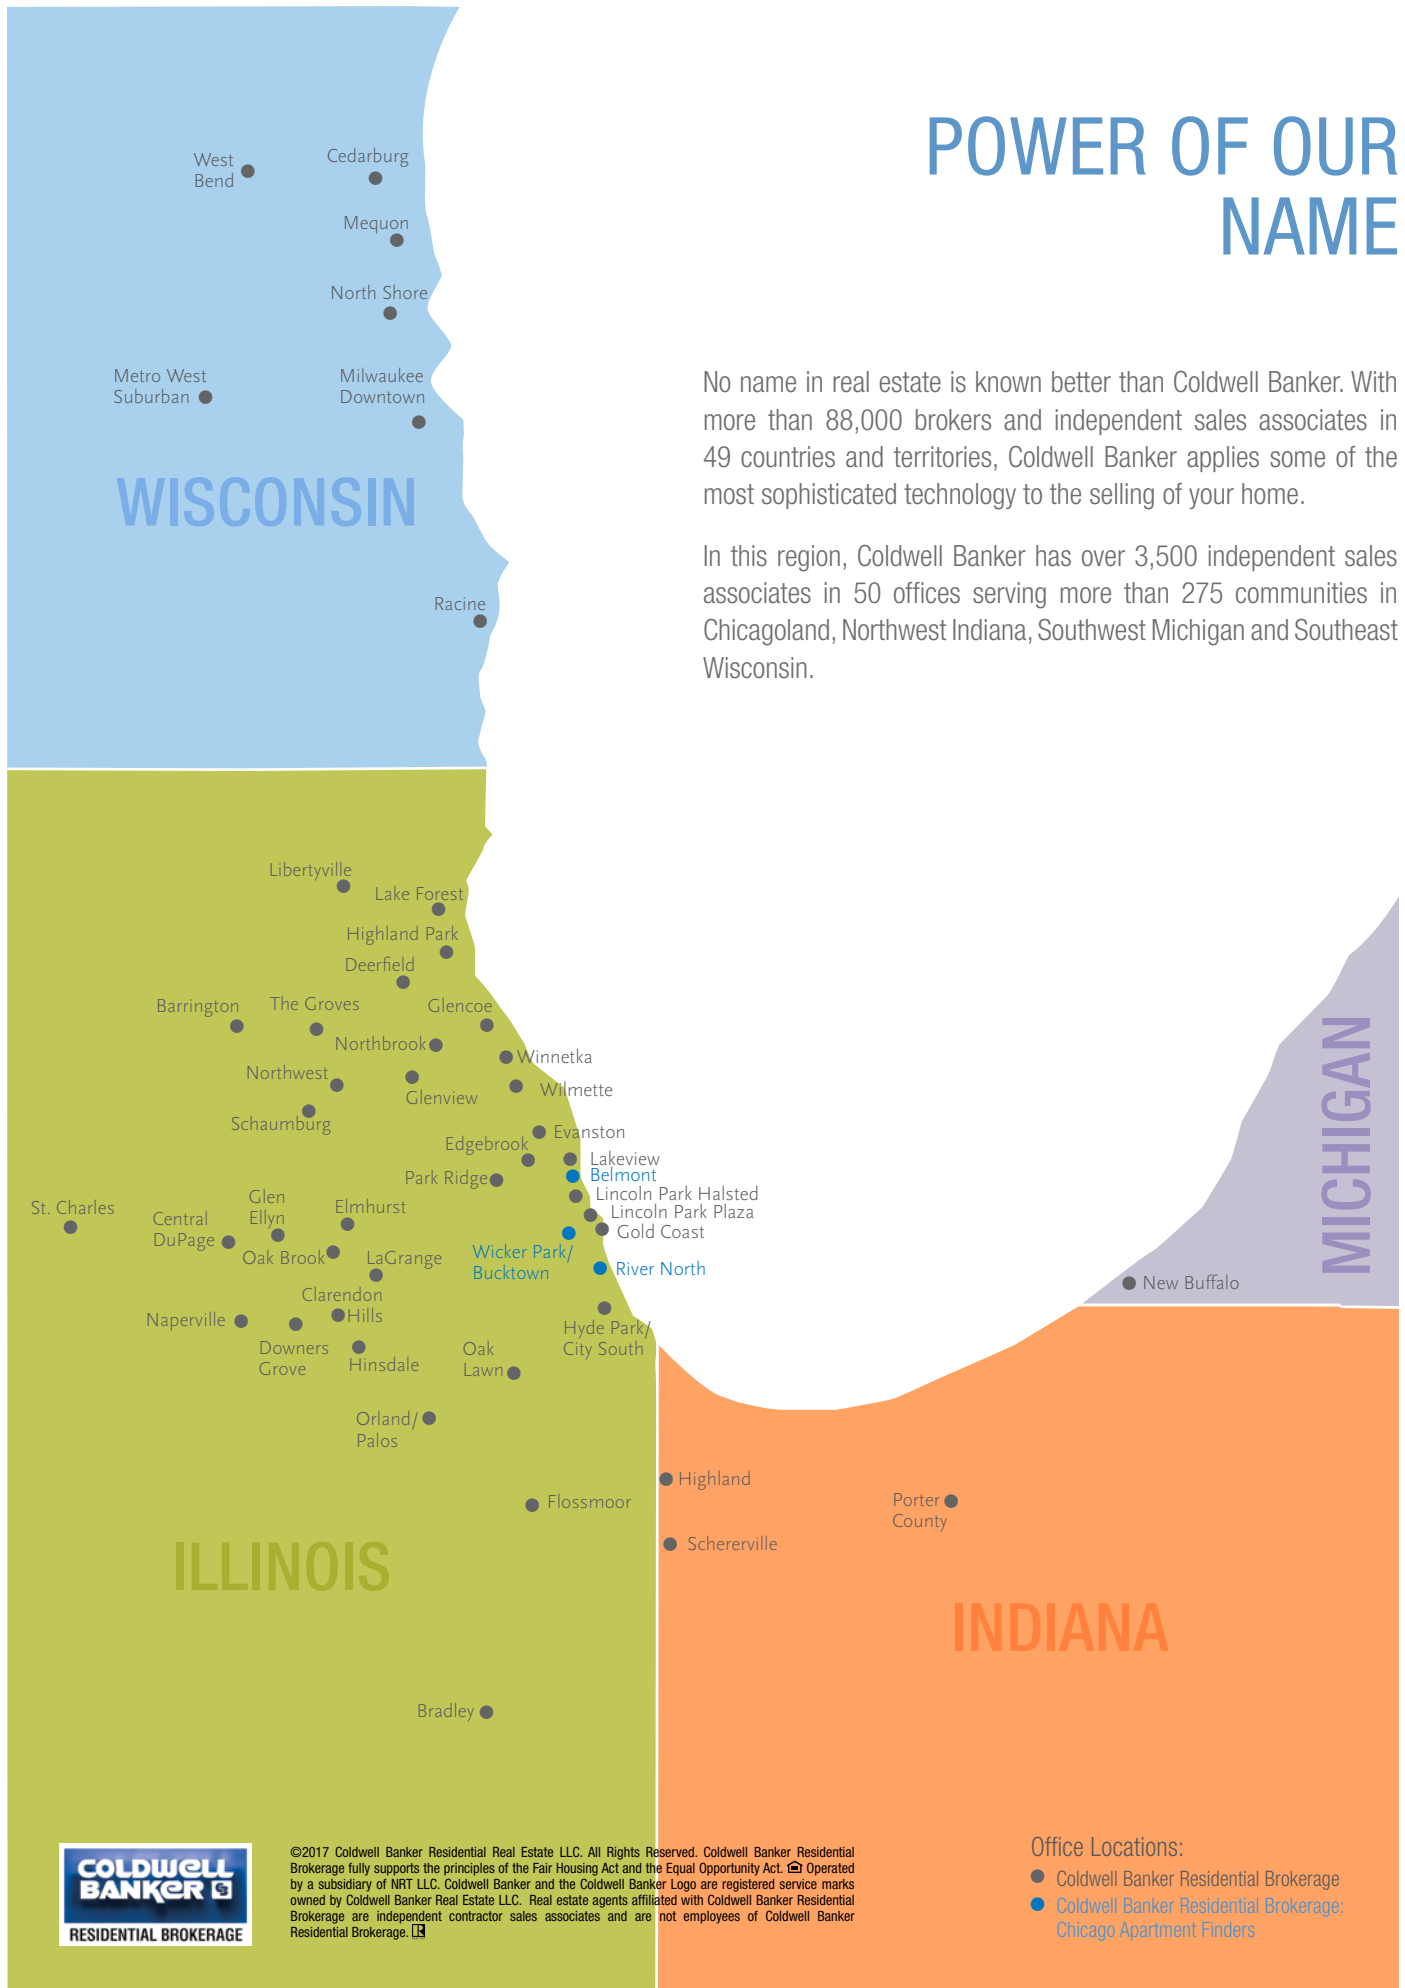 POWER OF OUR
NAME
No name in real estate is known better than Coldwell Banker. With
more than 88,000 brokers and independent sales associates in
49 countries and territories, Coldwell Banker applies some of the
most sophisticated technology to the selling of your home.
In this region, Coldwell Banker has over 3,500 independent sales
associates in 50 offices serving more than 275 communities in
Chicagoland, Northwest Indiana, Southwest Michigan and Southeast
Wisconsin.
West
Bend
Cedarburg
Mequon
North Shore
Metro West
Suburban
Milwaukee
Downtown
WISCONSIN
Racine
Libertyville
Lake Forest
Highland Park
Deerfield
Barrington
The Groves
Glencoe
Northbrook
Winnetka
Northwest
Glenview
Wilmette
Schaumburg
Evanston
Edgebrook
Lakeview
Belmont
Park Ridge
Lincoln Park Halsted
Lincoln Park Plaza
Gold Coast
St. Charles
Central
DuPage
Glen
Ellyn
Elmhurst
Oak Brook
LaGrange
Wicker Park/
Bucktown
River North
Clarendon
Hills
Naperville
Downers
Grove
Hinsdale
Oak
Lawn
Hyde Park/
City South
Orland/
Palos
Flossmoor
ILLINOIS
Bradley
MICHIGAN
New Buffalo
Highland
Schererville
Porter
County
INDIANA
COLDWELL
BANKER
RESIDENTIAL BROKERAGE
©2017 Coldwell Banker Residential Real Estate LLC. All Rights Reserved. Coldwell Banker Residential
Brokerage fully supports the principles of the Fair Housing Act and the Equal Opportunity Act. Operated
by a subsidiary of NRT LLC. Coldwell Banker and the Coldwell Banker Logo are registered service marks
owned by Coldwell Banker Real Estate LLC. Real estate agents affiliated with Coldwell Banker Residential
Brokerage are independent contractor sales associates and are not employees of Coldwell Banker
Residential Brokerage.
Office Locations:
Coldwell Banker Residential Brokerage
Coldwell Banker Residential Brokerage:
Chicago Apartment Finders